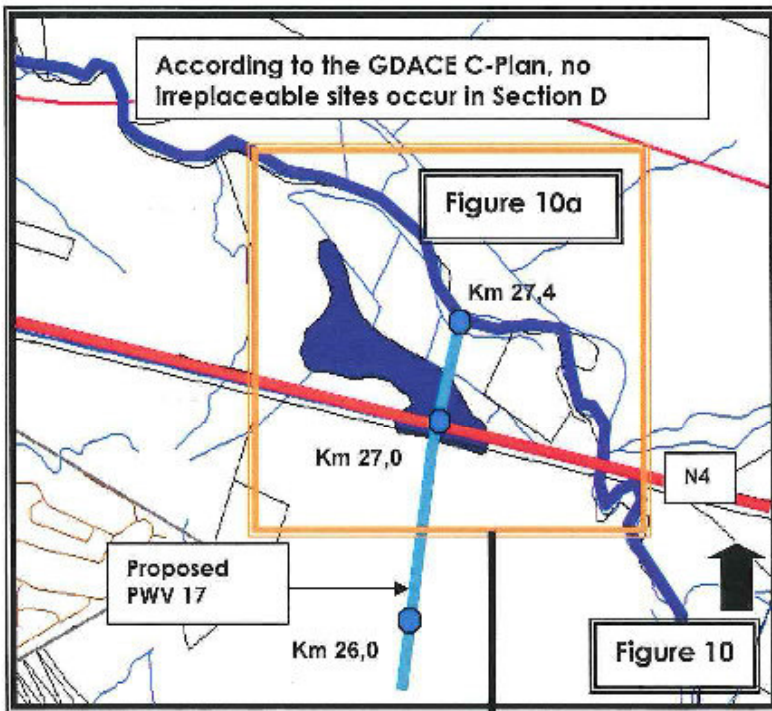 According to the GDACE C-Plan, no
irreplaceable sites occur in Section D
Figure 10a
Km 27,4
Km 27,0
N4
Proposed
PWV 17
Km 26,0
Figure 10